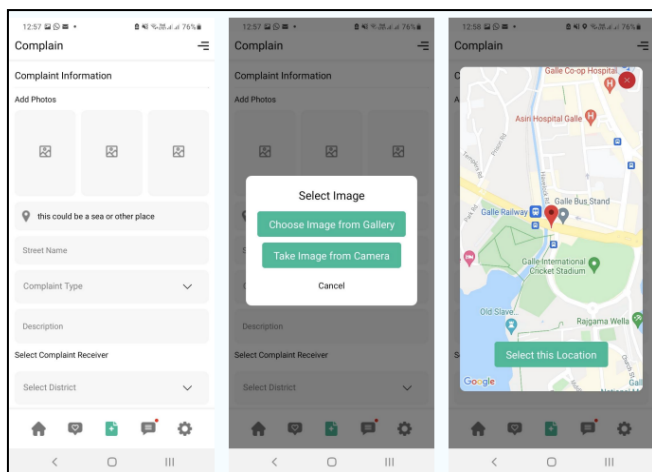 12:57
76%
Complain
Complaint Information
Add Photos
this could be a sea or other place
Street Name
Complaint Type
Description
Select Complaint Receiver
Select District
12:57
76%
Complain
Complaint Information
Add Photos
Select Image
Choose Image from Gallery
Take Image from Camera
Cancel
Description
Select Complaint Receiver
Select District
12:58
76%
Complain
Galle Co-op Hospital
Asiri Hospital Galle
Galle Bus Stand
Galle Railway
Galle International
Cricket Stadium
Old Slave...
Rajgama Wella
Select this Location
Google
Gall